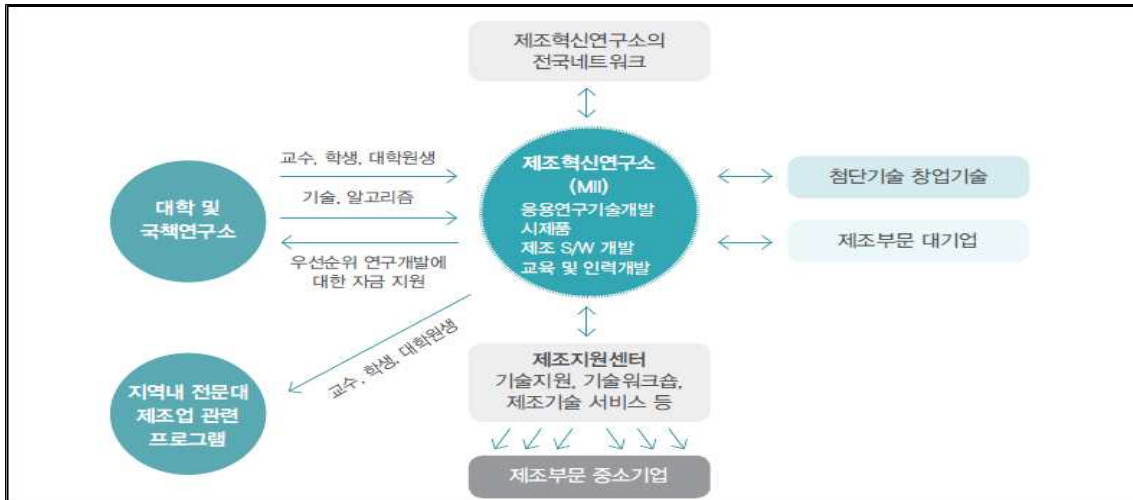 제조혁신연구소의
전국네트워크
교수, 학생, 대학원생
기술, 알고리즘
우선순위 연구개발에
대한 자금 지원
대학 및
국책연구소
제조혁신연구소
(MII)
응용연구기술개발
시제품
제조 S/W 개발
교육 및 인력개발
첨단기술 창업기술
제조부문 대기업
교수, 학생, 대학원생
지역내 전문대
제조업 관련
프로그램
제조지원센터
기술지원, 기술워크숍,
제조기술 서비스 등
제조부문 중소기업